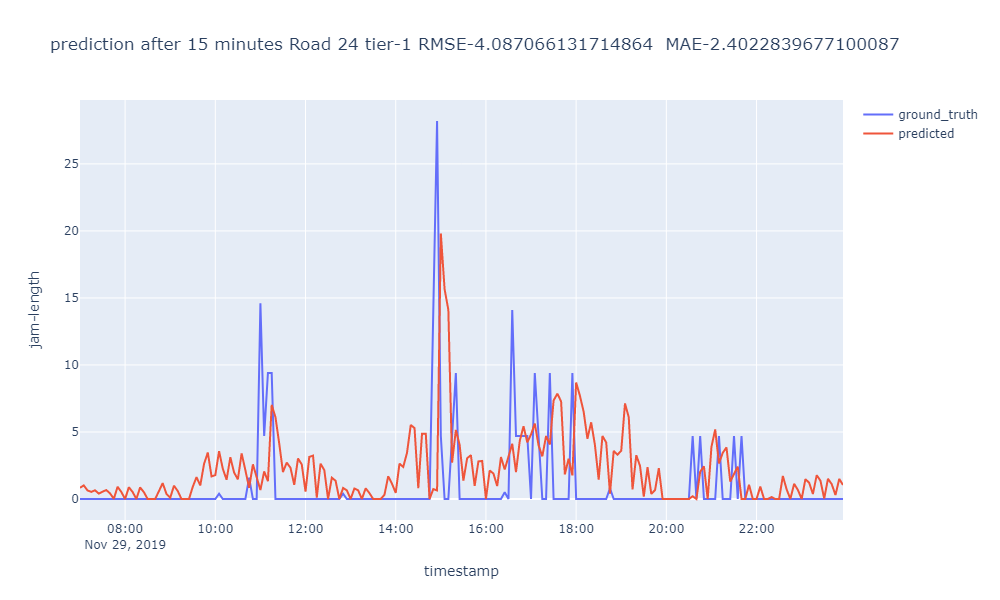 prediction after 15 minutes Road 24 tier-1 RMSE-4.087066131714864  MAE-2.4022839677100087
ground_truth
predicted
25
20
15
10
5
0
jam-length
08:00 10:00 12:00 14:00 16:00 18:00 20:00 22:00
Nov 29, 2019
timestamp